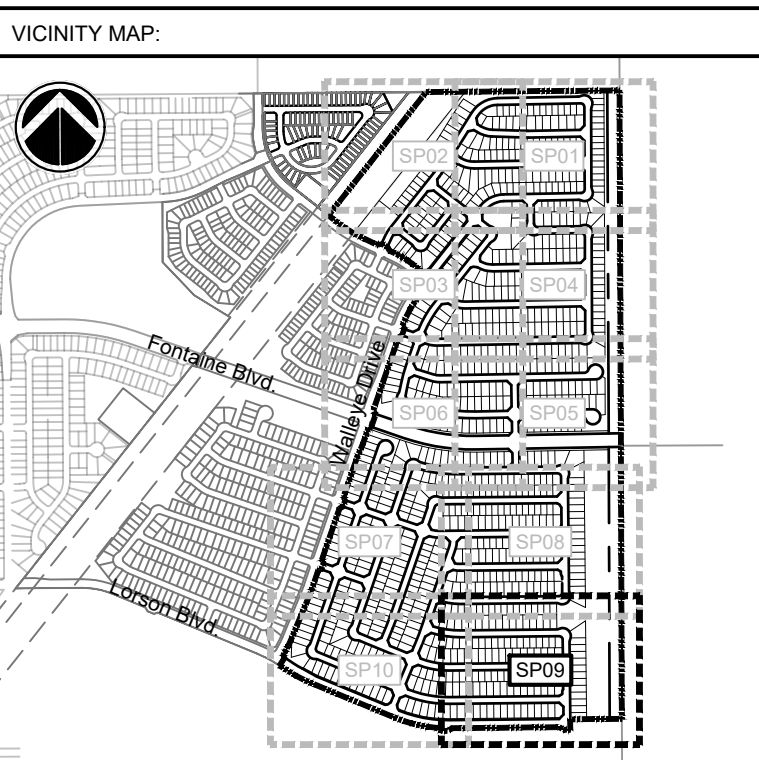 VICINITY MAP:
SP02
SP01
SP03
SP04
Fontaine Blvd.
Walleye Drive
SP06
SP05
SP07
SP08
Lorson Blvd.
SP10
SP09